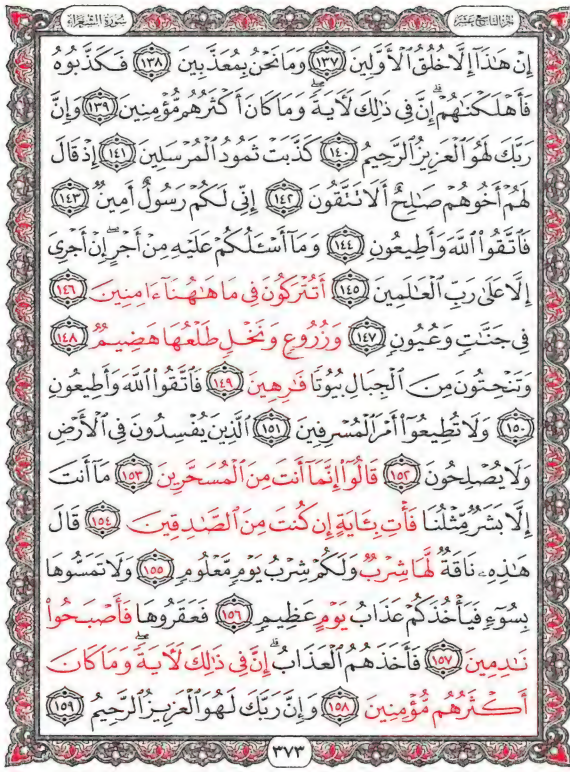 الجزء التاسع عشر
سورة الشعراء
إِنْ هَٰذَآ إِلَّا خُلُقُ ٱلْأَوَّلِينَ ١٣٧ وَمَا نَحْنُ بِمُعَذَّبِينَ ١٣٨ فَكَذَّبُوهُ
فَأَهْلَكْنَٰهُمْ ۗ إِنَّ فِى ذَٰلِكَ لَءَايَةً ۖ وَمَا كَانَ أَكْثَرُهُم مُّؤْمِنِينَ ١٣٩ وَإِنَّ
رَبَّكَ لَهُوَ ٱلْعَزِيزُ ٱلرَّحِيمُ ١٤٠ كَذَّبَتْ ثَمُودُ ٱلْمُرْسَلِينَ ١٤١ إِذْ قَالَ
لَهُمْ أَخُوهُمْ صَٰلِحٌ أَلَا تَتَّقُونَ ١٤٢ إِنِّى لَكُمْ رَسُولٌ أَمِينٌ ١٤٣
فَٱتَّقُوا۟ ٱللَّهَ وَأَطِيعُونِ ١٤٤ وَمَآ أَسْـَٔلُكُمْ عَلَيْهِ مِنْ أَجْرٍ ۖ إِنْ أَجْرِىَ
إِلَّا عَلَىٰ رَبِّ ٱلْعَٰلَمِينَ ١٤٥ أَتُتْرَكُونَ فِى مَا هَٰهُنَآ ءَامِنِينَ ١٤٦
فِى جَنَّٰتٍ وَعُيُونٍ ١٤٧ وَزُرُوعٍ وَنَخْلٍ طَلْعُهَا هَضِيمٌ ١٤٨
وَتَنْحِتُونَ مِنَ ٱلْجِبَالِ بُيُوتًا فَٰرِهِينَ ١٤٩ فَٱتَّقُوا۟ ٱللَّهَ وَأَطِيعُونِ
١٥٠ وَلَا تُطِيعُوٓا۟ أَمْرَ ٱلْمُسْرِفِينَ ١٥١ ٱلَّذِينَ يُفْسِدُونَ فِى ٱلْأَرْضِ
وَلَا يُصْلِحُونَ ١٥٢ قَالُوٓا۟ إِنَّمَآ أَنتَ مِنَ ٱلْمُسَحَّرِينَ ١٥٣ مَآ أَنتَ
إِلَّا بَشَرٌ مِّثْلُنَا فَأْتِ بِـَٔايَةٍ إِن كُنتَ مِنَ ٱلصَّٰدِقِينَ ١٥٤ قَالَ
هَٰذِهِۦ نَاقَةٌ لَّهَا شِرْبٌ وَلَكُمْ شِرْبُ يَوْمٍ مَّعْلُومٍ ١٥٥ وَلَا تَمَسُّوهَا
بِسُوٓءٍ فَيَأْخُذَكُمْ عَذَابُ يَوْمٍ عَظِيمٍ ١٥٦ فَعَقَرُوهَا فَأَصْبَحُوا۟
نَٰدِمِينَ ١٥٧ فَأَخَذَهُمُ ٱلْعَذَابُ ۗ إِنَّ فِى ذَٰلِكَ لَءَايَةً ۖ وَمَا كَانَ
أَكْثَرُهُم مُّؤْمِنِينَ ١٥٨ وَإِنَّ رَبَّكَ لَهُوَ ٱلْعَزِيزُ ٱلرَّحِيمُ ١٥٩
٣٧٣